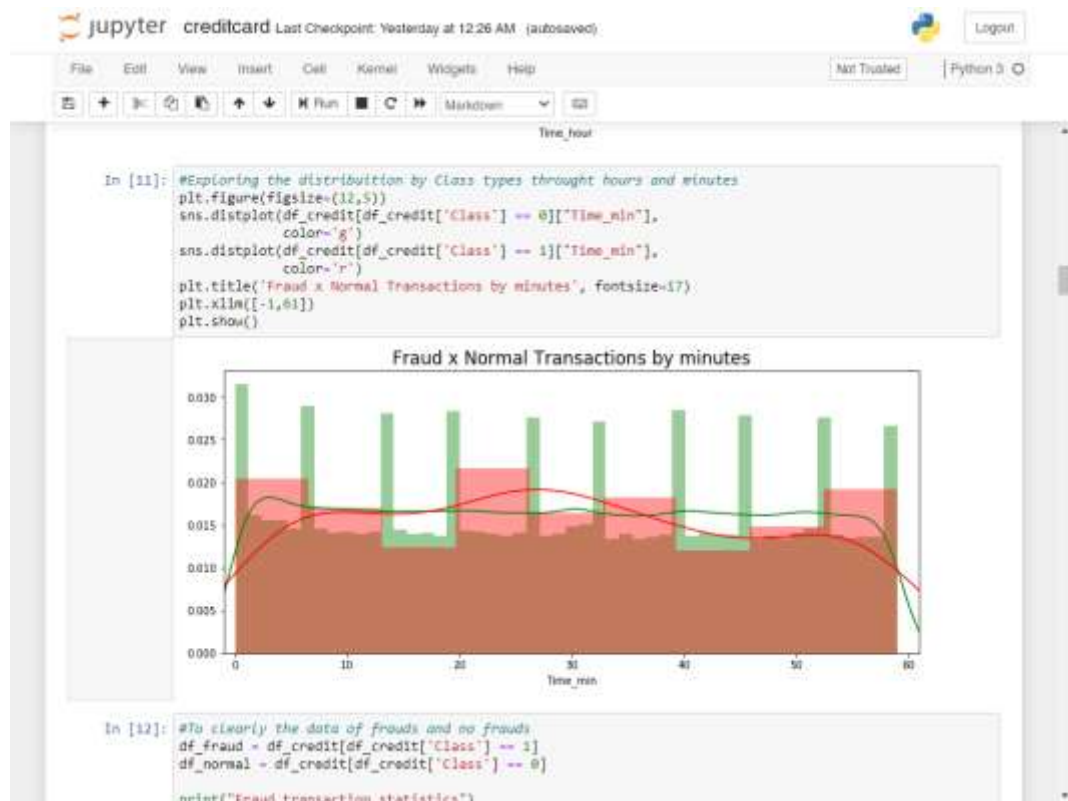 jupyter creditcard Last Checkpoint: Yesterday at 12:26 AM (autosaved)
Logout
File Edit View Insert Cell Kernel Widgets Help
Not Trusted
Python 3
Run
Markdown
Time_hour
In [11]:
#Exploring the distribuition by Class types throught hours and minutes
plt.figure(figsize=(12,5))
sns.distplot(df_credit[df_credit['Class'] == 0]["Time_min"],
color='g')
sns.distplot(df_credit[df_credit['Class'] == 1]["Time_min"],
color='r')
plt.title('Fraud x Normal Transactions by minutes', fontsize=17)
plt.xlim([-1,61])
plt.show()
Fraud x Normal Transactions by minutes
0.030
0.025
0.020
0.015
0.010
0.005
0.000
0 10 20 30 40 50 60
Time_min
In [12]:
#To clearly the data of frauds and no frauds
df_fraud = df_credit[df_credit['Class'] == 1]
df_normal = df_credit[df_credit['Class'] == 0]
print("Fraud transaction statistics")